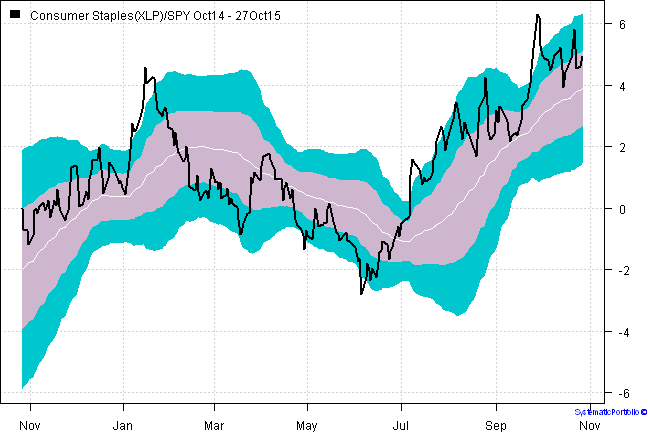 Consumer Staples(XLP)/SPY Oct14 - 27Oct15
6
4
2
0
-2
-4
-6
SystematicPortfolio ©
Nov Jan Mar May Jul Sep Nov